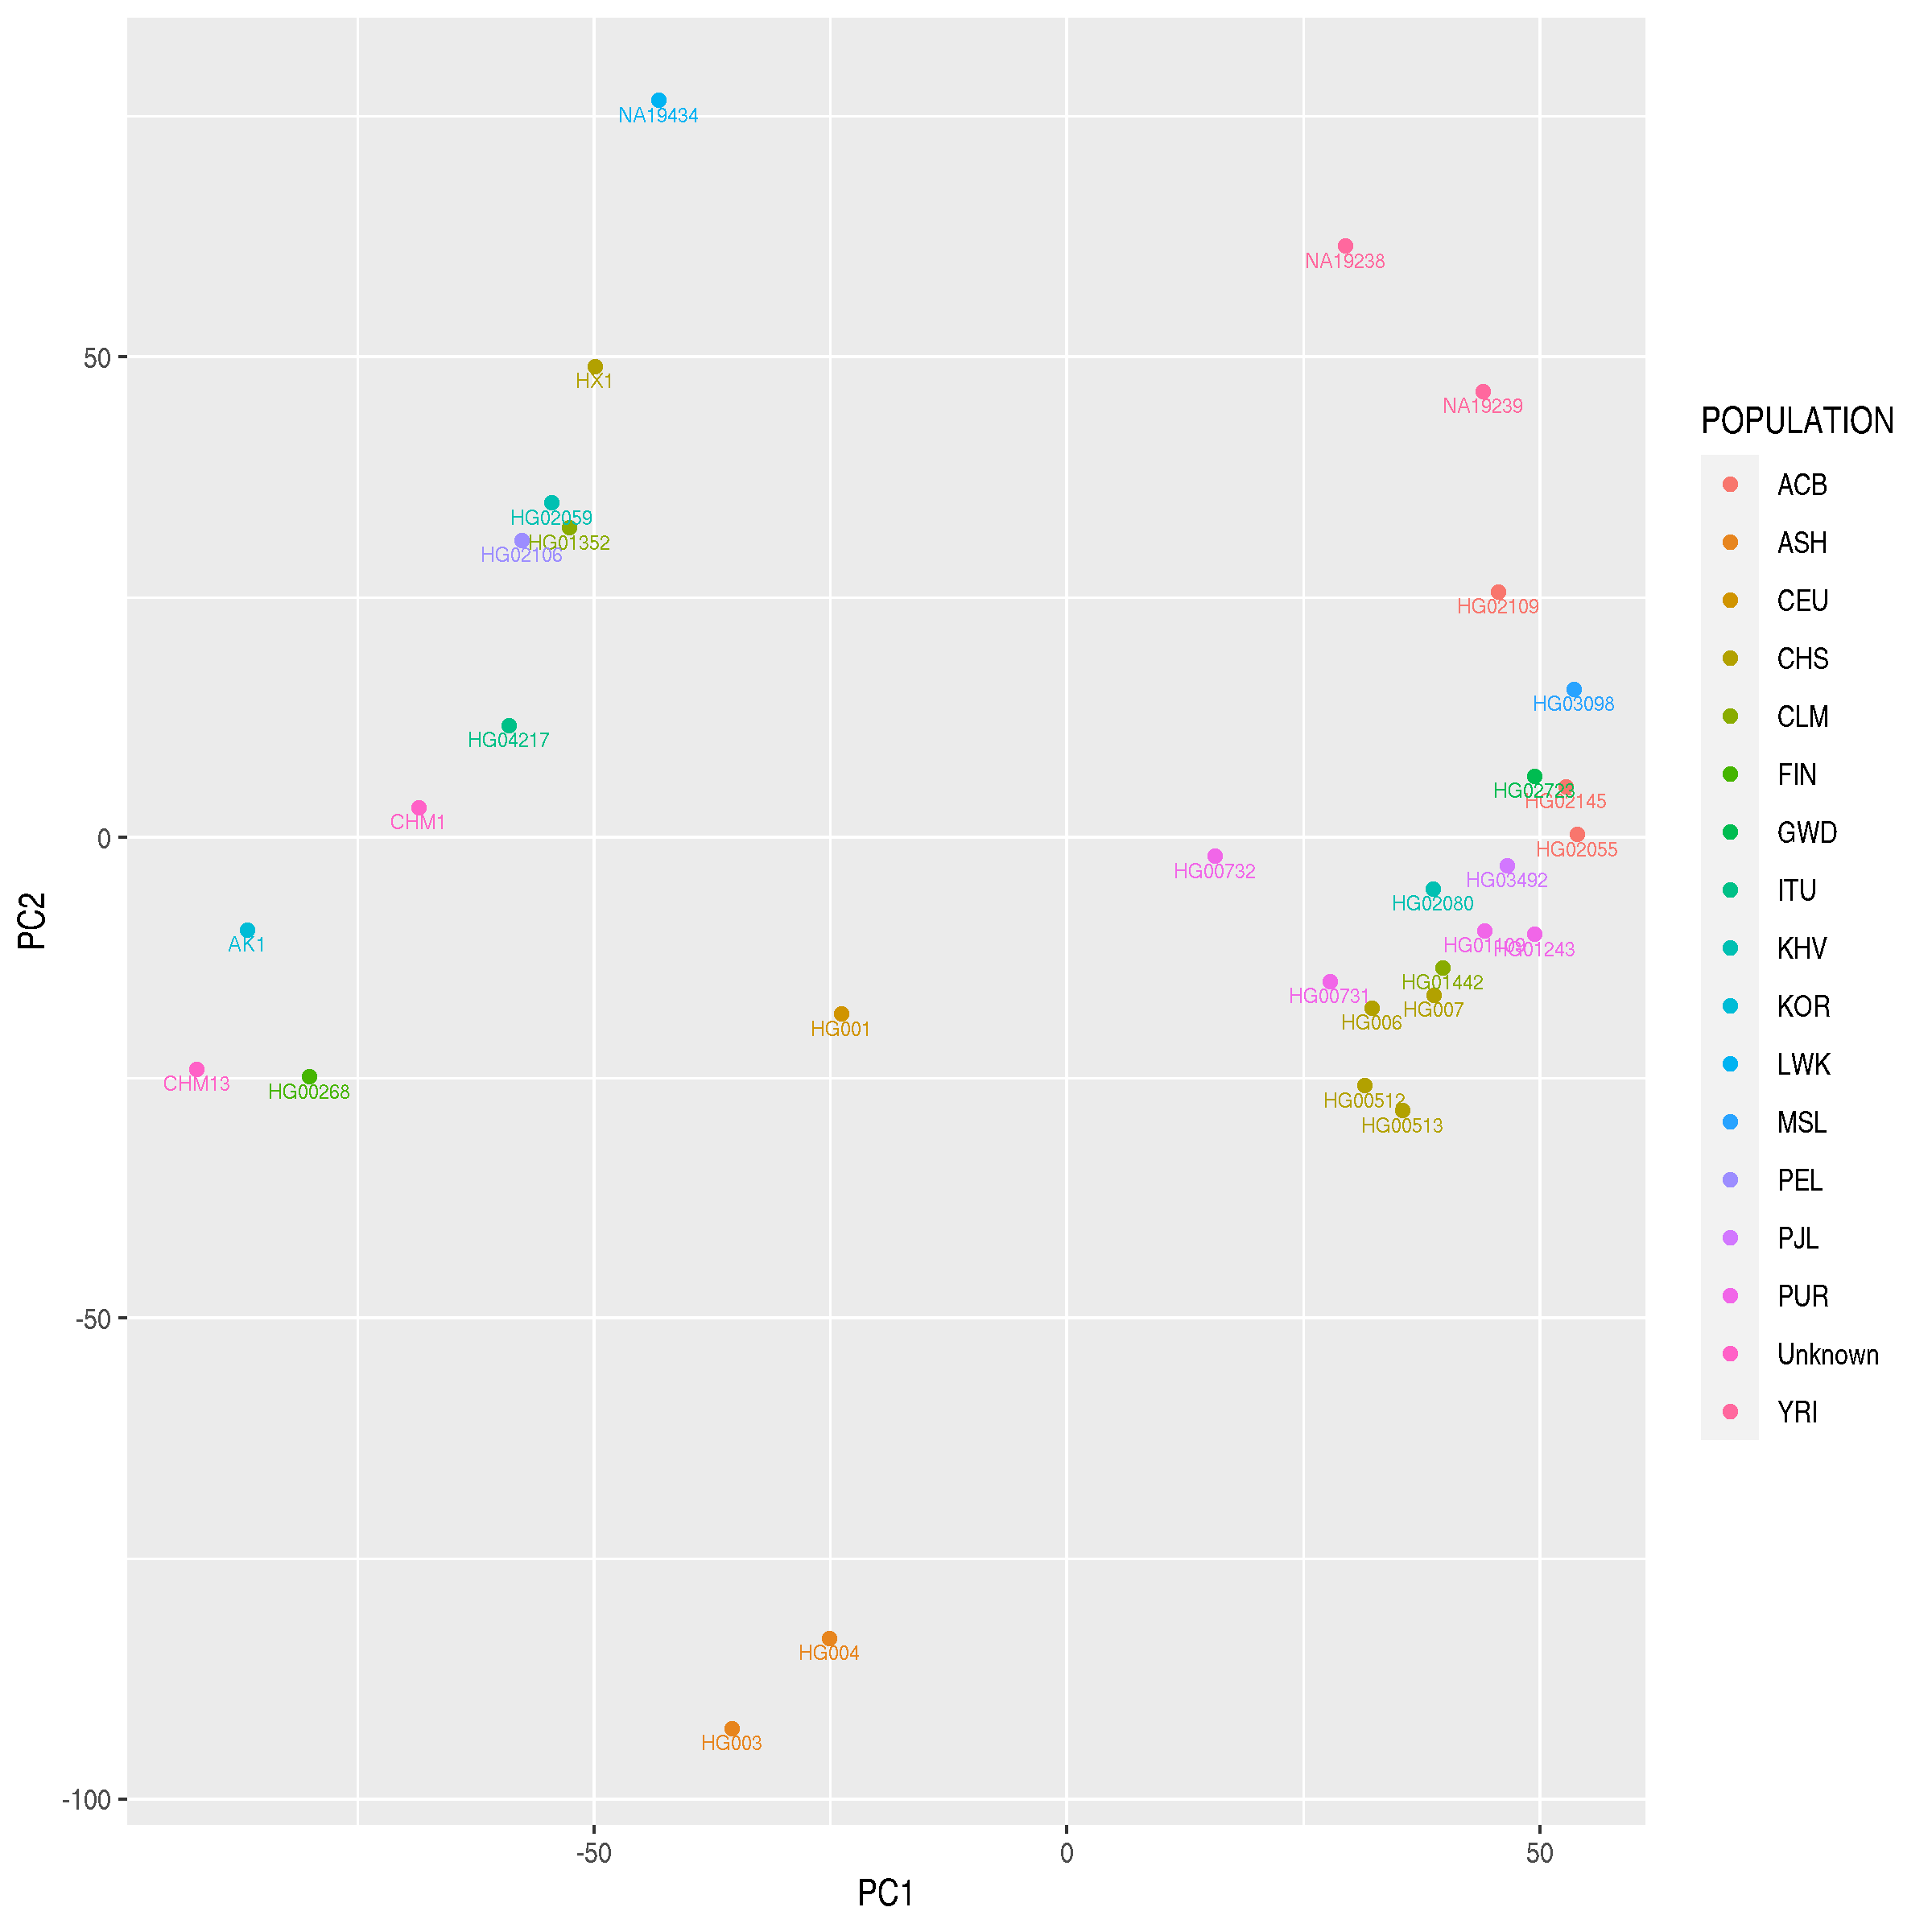 NA19434
NA19238
50
HX1
NA19239
HG02059
HG01352
HG02106
HG02109
HG03098
HG04217
HG02723
HG02145
CHM1
0
HG02055
HG00732
HG03492
HG02080
AK1
HG01109
HG01243
HG01442
HG00731
HG007
HG006
HG001
CHM13
HG00268
HG00512
HG00513
-50
HG004
HG003
-100
-50
0
50
PC1
PC2
POPULATION
ACB
ASH
CEU
CHS
CLM
FIN
GWD
ITU
KHV
KOR
LWK
MSL
PEL
PJL
PUR
Unknown
YRI